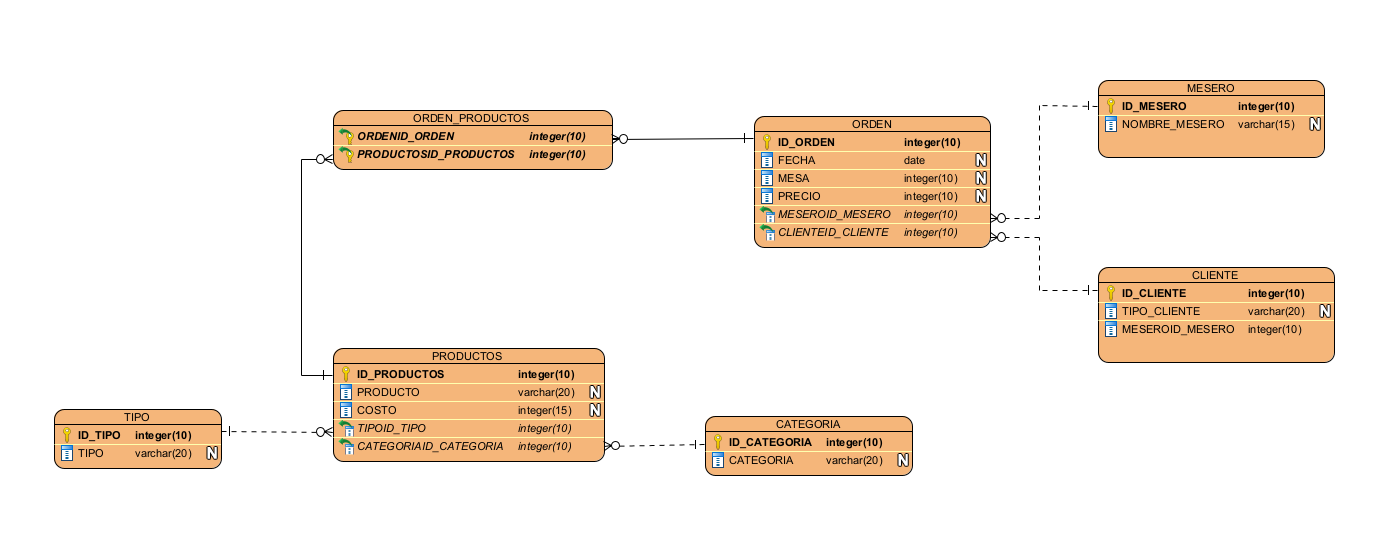 ORDEN_PRODUCTOS
ORDENID_ORDEN integer(10)
PRODUCTOSID_PRODUCTOS integer(10)
ORDEN
ID_ORDEN integer(10)
FECHA date N
MESA integer(10) N
PRECIO integer(10) N
MESEROID_MESERO integer(10)
CLIENTEID_CLIENTE integer(10)
MESERO
ID_MESERO integer(10)
NOMBRE_MESERO varchar(15) N
CLIENTE
ID_CLIENTE integer(10)
TIPO_CLIENTE varchar(20) N
MESEROID_MESERO integer(10)
PRODUCTOS
ID_PRODUCTOS integer(10)
PRODUCTO varchar(20) N
COSTO integer(15) N
TIPOID_TIPO integer(10)
CATEGORIAID_CATEGORIA integer(10)
TIPO
ID_TIPO integer(10)
TIPO varchar(20) N
CATEGORIA
ID_CATEGORIA integer(10)
CATEGORIA varchar(20) N